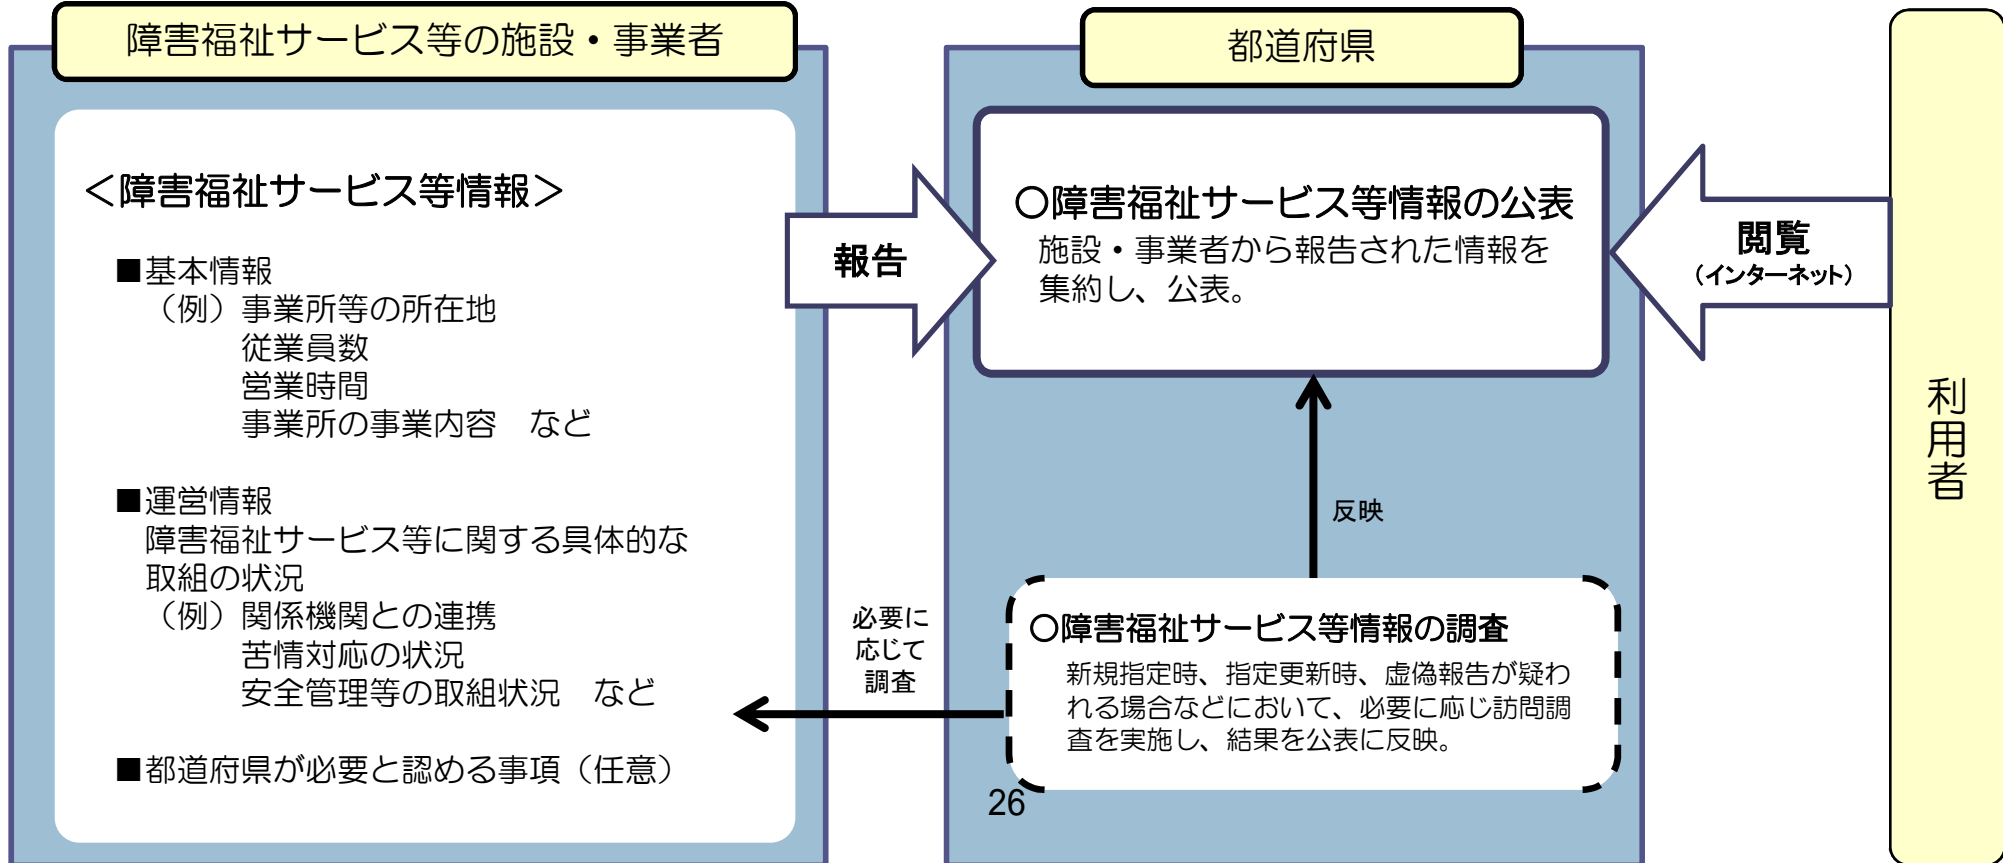 障害福祉サービス等の施設・事業者
＜障害福祉サービス等情報＞
■基本情報
（例）事業所等の所在地
従業員数
営業時間
事業所の事業内容　など
■運営情報
障害福祉サービス等に関する具体的な
取組の状況
（例）関係機関との連携
苦情対応の状況
安全管理等の取組状況　など
■都道府県が必要と認める事項（任意）
報告
必要に
応じて
調査
都道府県
○障害福祉サービス等情報の公表
施設・事業者から報告された情報を
集約し、公表。
反映
○障害福祉サービス等情報の調査
新規指定時、指定更新時、虚偽報告が疑わ
れる場合などにおいて、必要に応じ訪問調
査を実施し、結果を公表に反映。
26
閲覧
（インターネット）
利用者